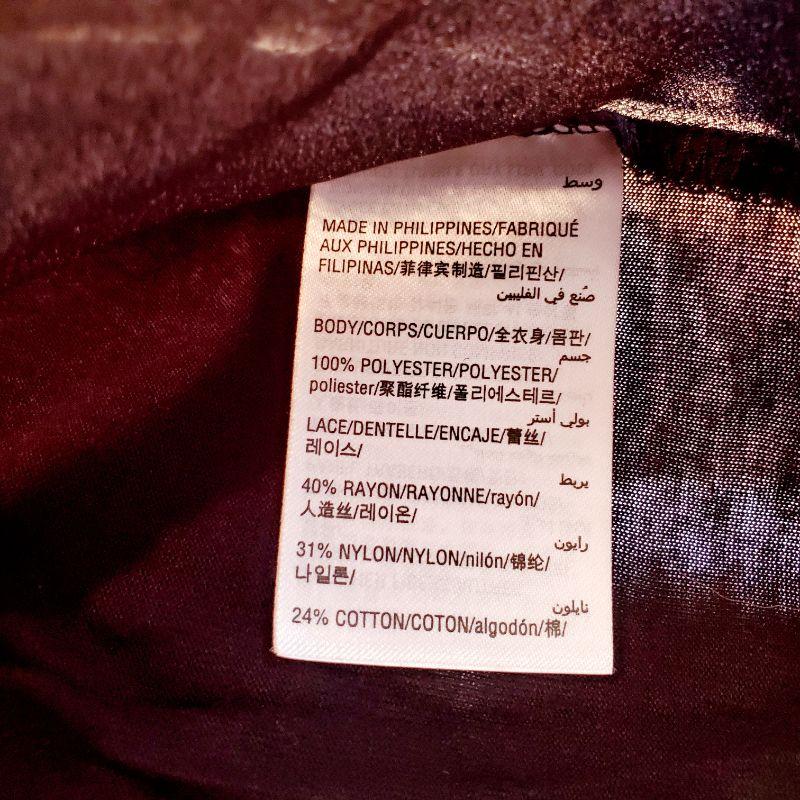 وسط
MADE IN PHILIPPINES/FABRIQUÉ
AUX PHILIPPINES/HECHO EN
FILIPINAS/菲律宾制造/필리핀산/
صنع في الفليبين
BODY/CORPS/CUERPO/全衣身/몸판/
جسم
100% POLYESTER/POLYESTER/
poliester/聚酯纤维/폴리에스테르/
بولي أستر
LACE/DENTELLE/ENCAJE/蕾丝/
레이스/
يريط
40% RAYON/RAYONNE/rayón/
人造丝/레이온/
رايون
31% NYLON/NYLON/nilón/锦纶/
나일론/
نايلون
24% COTTON/COTON/algodón/棉/